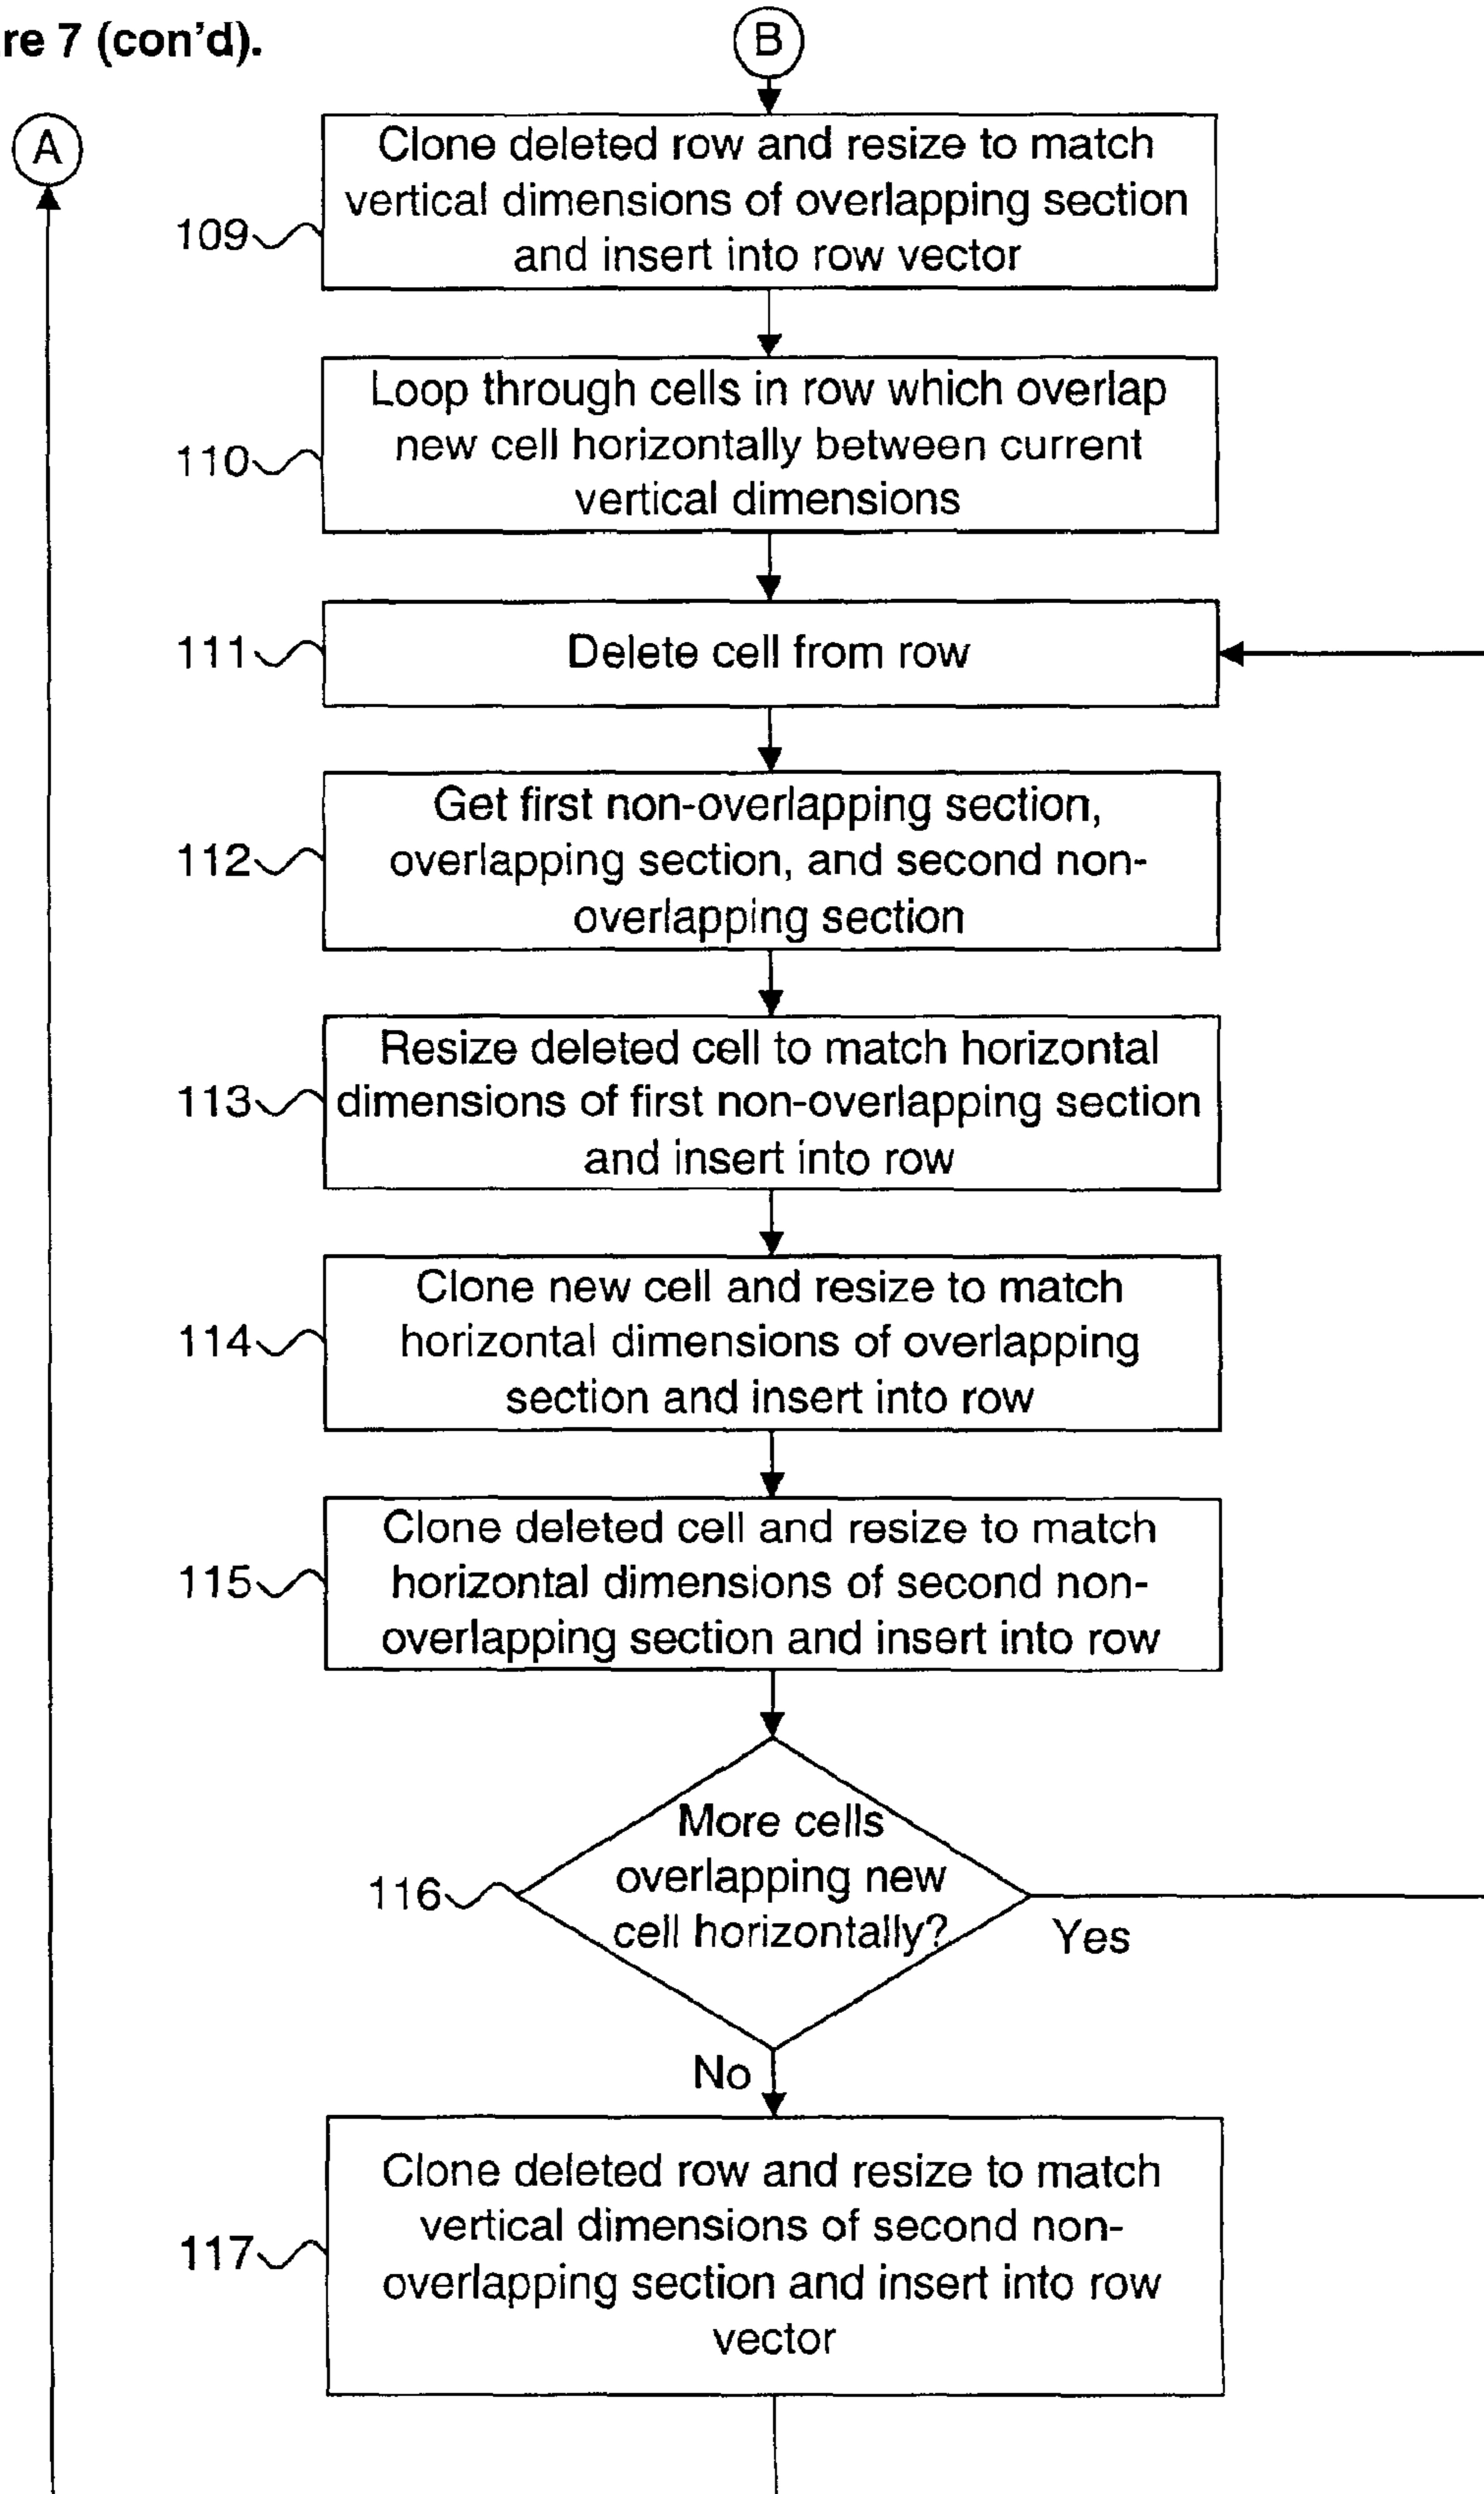 re 7 (con'd).
B
A
Clone deleted row and resize to match
vertical dimensions of overlapping section
and insert into row vector
109
Loop through cells in row which overlap
new cell horizontally between current
vertical dimensions
110
Delete cell from row
111
Get first non-overlapping section,
overlapping section, and second non-
overlapping section
112
Resize deleted cell to match horizontal
dimensions of first non-overlapping section
and insert into row
113
Clone new cell and resize to match
horizontal dimensions of overlapping
section and insert into row
114
Clone deleted cell and resize to match
horizontal dimensions of second non-
overlapping section and insert into row
115
More cells
overlapping new
cell horizontally?
116
Yes
No
Clone deleted row and resize to match
vertical dimensions of second non-
overlapping section and insert into row
vector
117